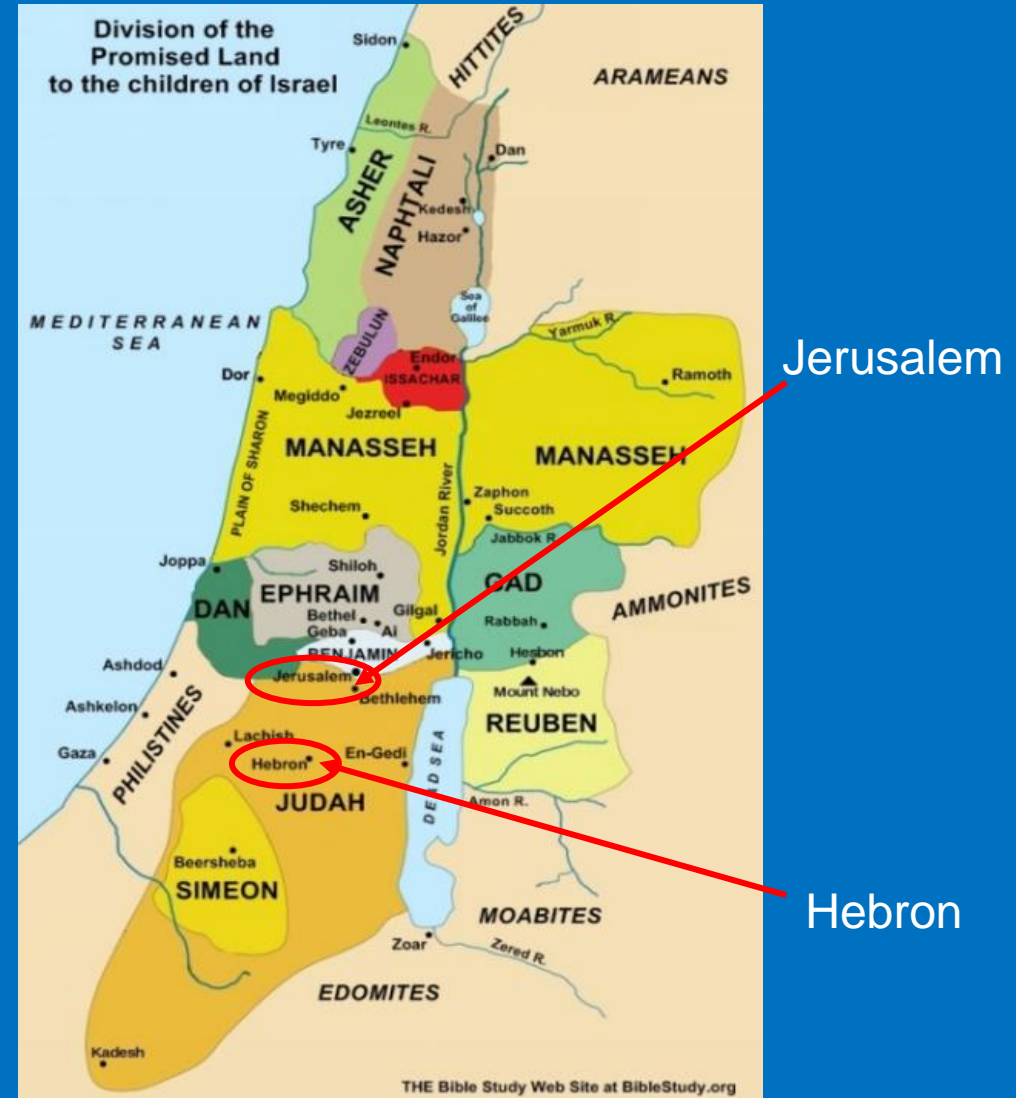 Division of the
Promised Land
to the children of Israel
Sidon
HITTITES
ARAMEANS
Leontes R.
Tyre
Dan
ASHER
NAPHTALI
Kedesh
Hazor
Sea
of
Galilee
MEDITERRANEAN
SEA
ZEBULUN
Yarmuk R.
Endor
ISSACHAR
Dor
Ramoth
Megiddo
Jezreel
Jerusalem
PLAIN OF SHARON
MANASSEH
MANASSEH
Jordan River
Zaphon
Succoth
Shechem
Jabbok R.
Joppa
Shiloh
GAD
DAN
EPHRAIM
AMMONITES
Bethel
Gilgal
Geba
Ai
Rabbah
BENJAMIN
Jericho
Hesbon
Ashdod
Jerusalem
Mount Nebo
Bethlehem
Ashkelon
REUBEN
PHILISTINES
Lachish
Gaza
En-Gedi
Hebron
DEAD SEA
JUDAH
Arnon R.
Beersheba
SIMEON
MOABITES
Hebron
Zoar
Zered R.
EDOMITES
Kadesh
THE Bible Study Web Site at BibleStudy.org